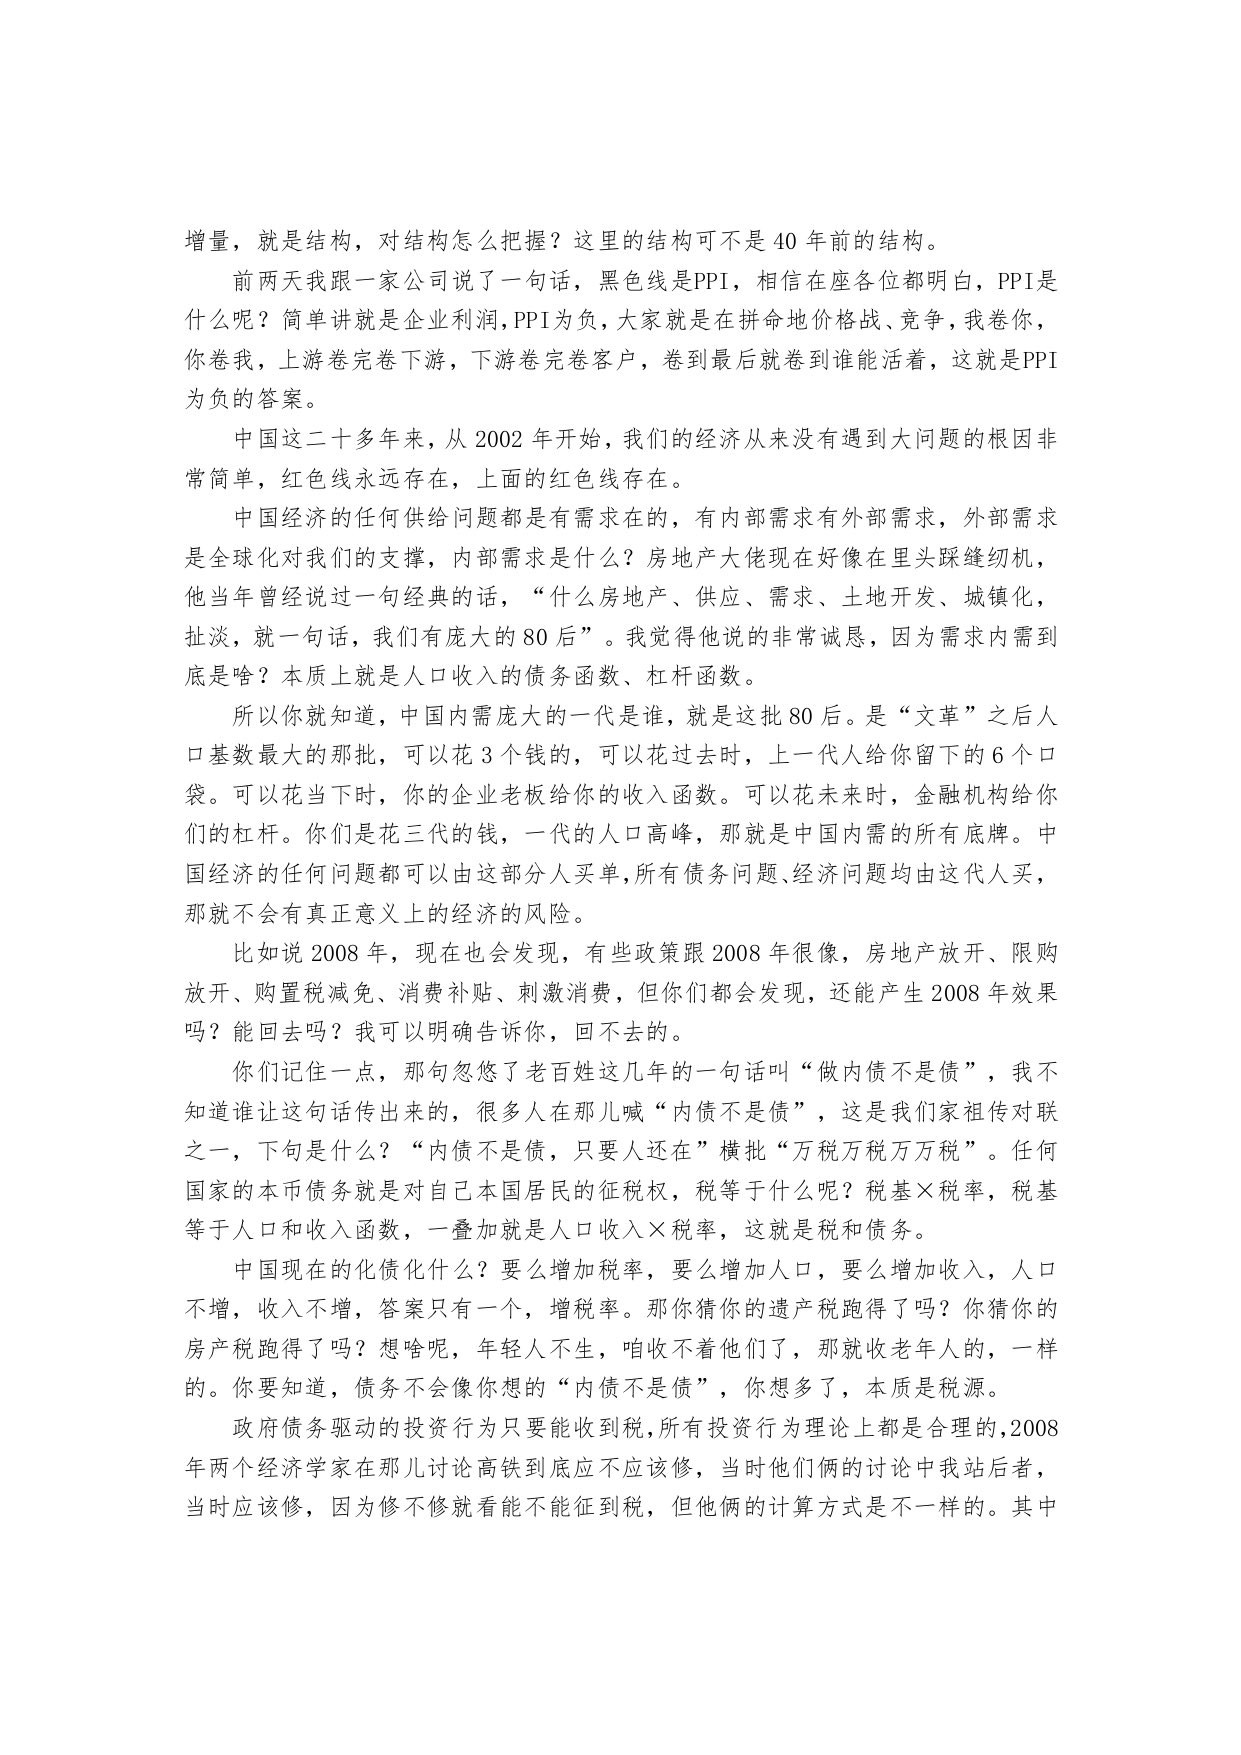 增量，就是结构，对结构怎么把握？这里的结构可不是 40 年前的结构。
前两天我跟一家公司说了一句话，黑色线是PPI，相信在座各位都明白，PPI是
什么呢？简单讲就是企业利润，PPI为负，大家就是在拼命地价格战、竞争，我卷你，
你卷我，上游卷完卷下游，下游卷完卷客户，卷到最后就卷到谁能活着，这就是PPI
为负的答案。
中国这二十多年来，从 2002 年开始，我们的经济从来没有遇到大问题的根因非
常简单，红色线永远存在，上面的红色线存在。
中国经济的任何供给问题都是有需求在的，有内部需求有外部需求，外部需求
是全球化对我们的支撑，内部需求是什么？房地产大佬现在好像在里头踩缝纫机，
他当年曾经说过一句经典的话，“什么房地产、供应、需求、土地开发、城镇化，
扯淡，就一句话，我们有庞大的 80 后”。我觉得他说的非常诚恳，因为需求内需到
底是啥？本质上就是人口收入的债务函数、杠杆函数。
所以你就知道，中国内需庞大的一代是谁，就是这批 80 后。是“文革”之后人
口基数最大的那批，可以花 3 个钱的，可以花过去时，上一代人给你留下的 6 个口
袋。可以花当下时，你的企业老板给你的收入函数。可以花未来时，金融机构给你
们的杠杆。你们是花三代的钱，一代的人口高峰，那就是中国内需的所有底牌。中
国经济的任何问题都可以由这部分人买单，所有债务问题、经济问题均由这代人买，
那就不会有真正意义上的经济的风险。
比如说 2008 年，现在也会发现，有些政策跟 2008 年很像，房地产放开、限购
放开、购置税减免、消费补贴、刺激消费，但你们都会发现，还能产生 2008 年效果
吗？能回去吗？我可以明确告诉你，回不去的。
你们记住一点，那句忽悠了老百姓这几年的一句话叫“做内债不是债”，我不
知道谁让这句话传出来的，很多人在那儿喊“内债不是债”，这是我们家祖传对联
之一，下句是什么？“内债不是债，只要人还在”横批“万税万税万万税”。任何
国家的本币债务就是对自己本国居民的征税权，税等于什么呢？税基×税率，税基
等于人口和收入函数，一叠加就是人口收入×税率，这就是税和债务。
中国现在的化债化什么？要么增加税率，要么增加人口，要么增加收入，人口
不增，收入不增，答案只有一个，增税率。那你猜你的遗产税跑得了吗？你猜你的
房产税跑得了吗？想啥呢，年轻人不生，咱收不着他们了，那就收老年人的，一样
的。你要知道，债务不会像你想的“内债不是债”，你想多了，本质是税源。
政府债务驱动的投资行为只要能收到税，所有投资行为理论上都是合理的，2008
年两个经济学家在那儿讨论高铁到底应不应该修，当时他们俩的讨论中我站后者，
当时应该修，因为修不修就看能不能征到税，但他俩的计算方式是不一样的。其中